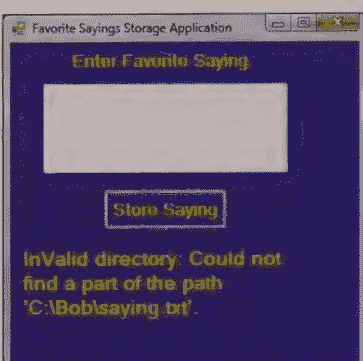 Favorite Sayings Storage Application
Enter Favorite Saying
Store Saying
InValid directory: Could not
find a part of the path
'C:\Bob\saying.txt'.